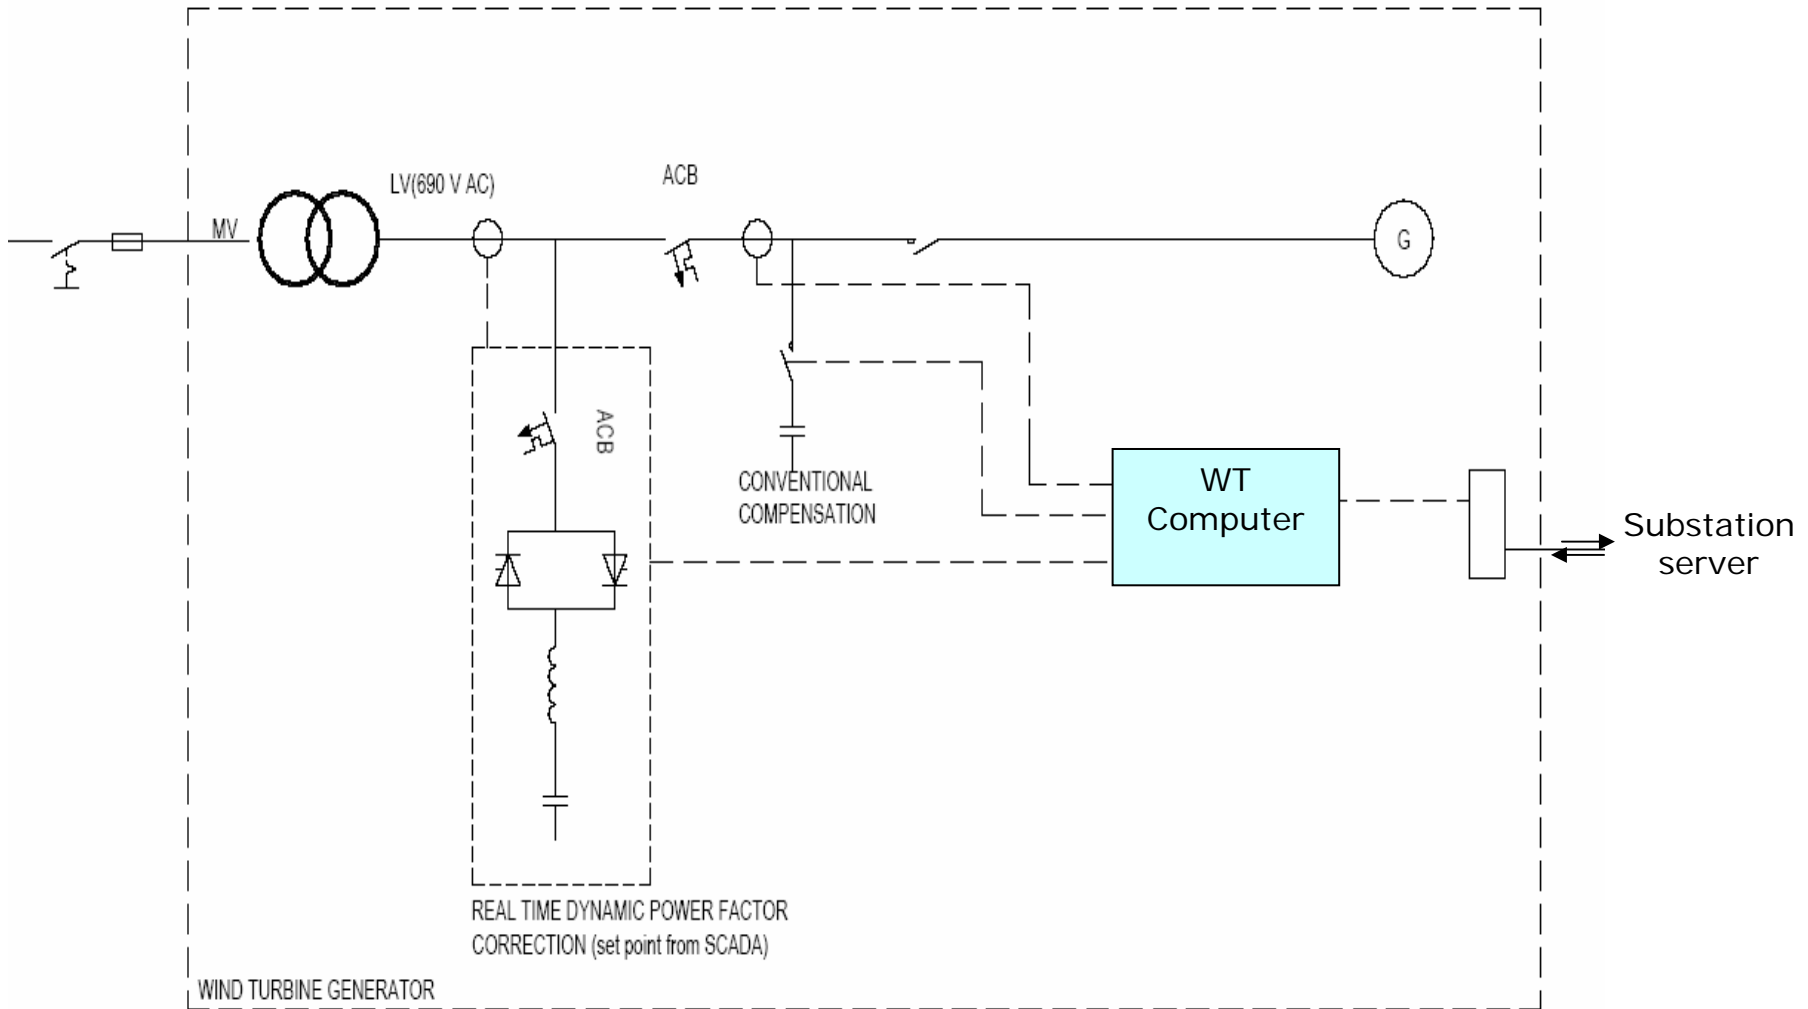 LV(690 V AC)
ACB
MV
G
ACB
CONVENTIONAL
COMPENSATION
WT
Computer
Substation
server
REAL TIME DYNAMIC POWER FACTOR
CORRECTION (set point from SCADA)
WIND TURBINE GENERATOR